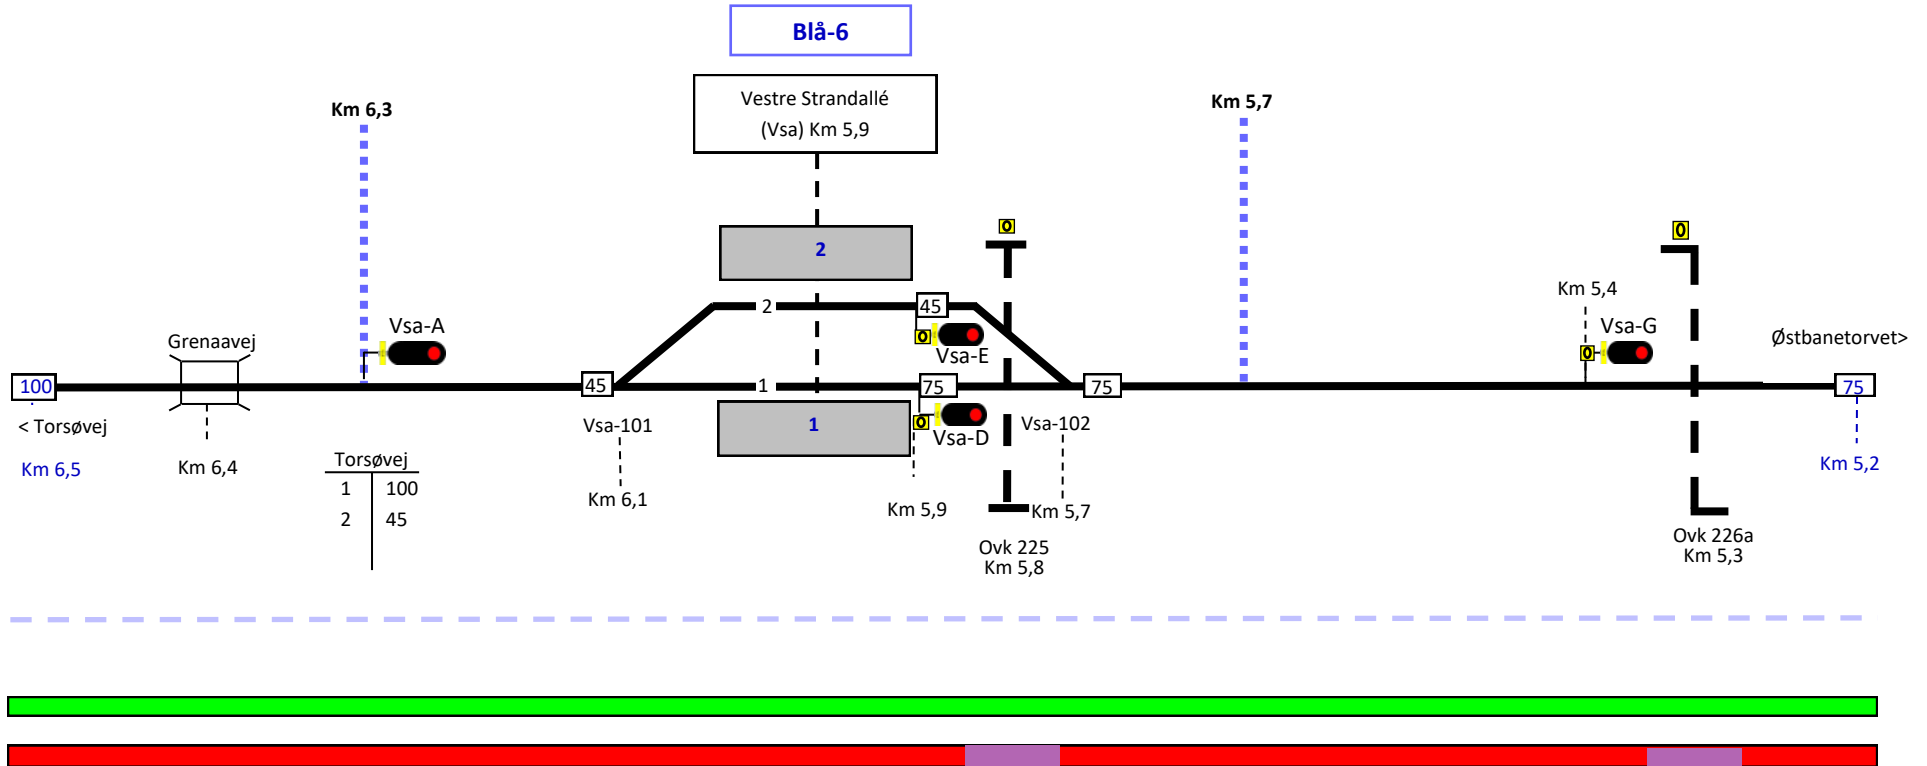 Blå-6
Vestre Strandallé
(Vsa) Km 5,9
Km 6,3
Km 5,7
2
0
0
Km 5,4
2
45
Vsa-A
Vsa-G
Grenaavej
0
Vsa-E
0
Østbanetorvet>
100
45
1
75
75
75
< Torsøvej
Vsa-101
1
0
Vsa-D
Vsa-102
Km 6,5
Km 6,4
Torsøvej
1 100
2 45
Km 6,1
Km 5,9
Km 5,7
Km 5,2
Ovk 225
Km 5,8
Ovk 226a
Km 5,3